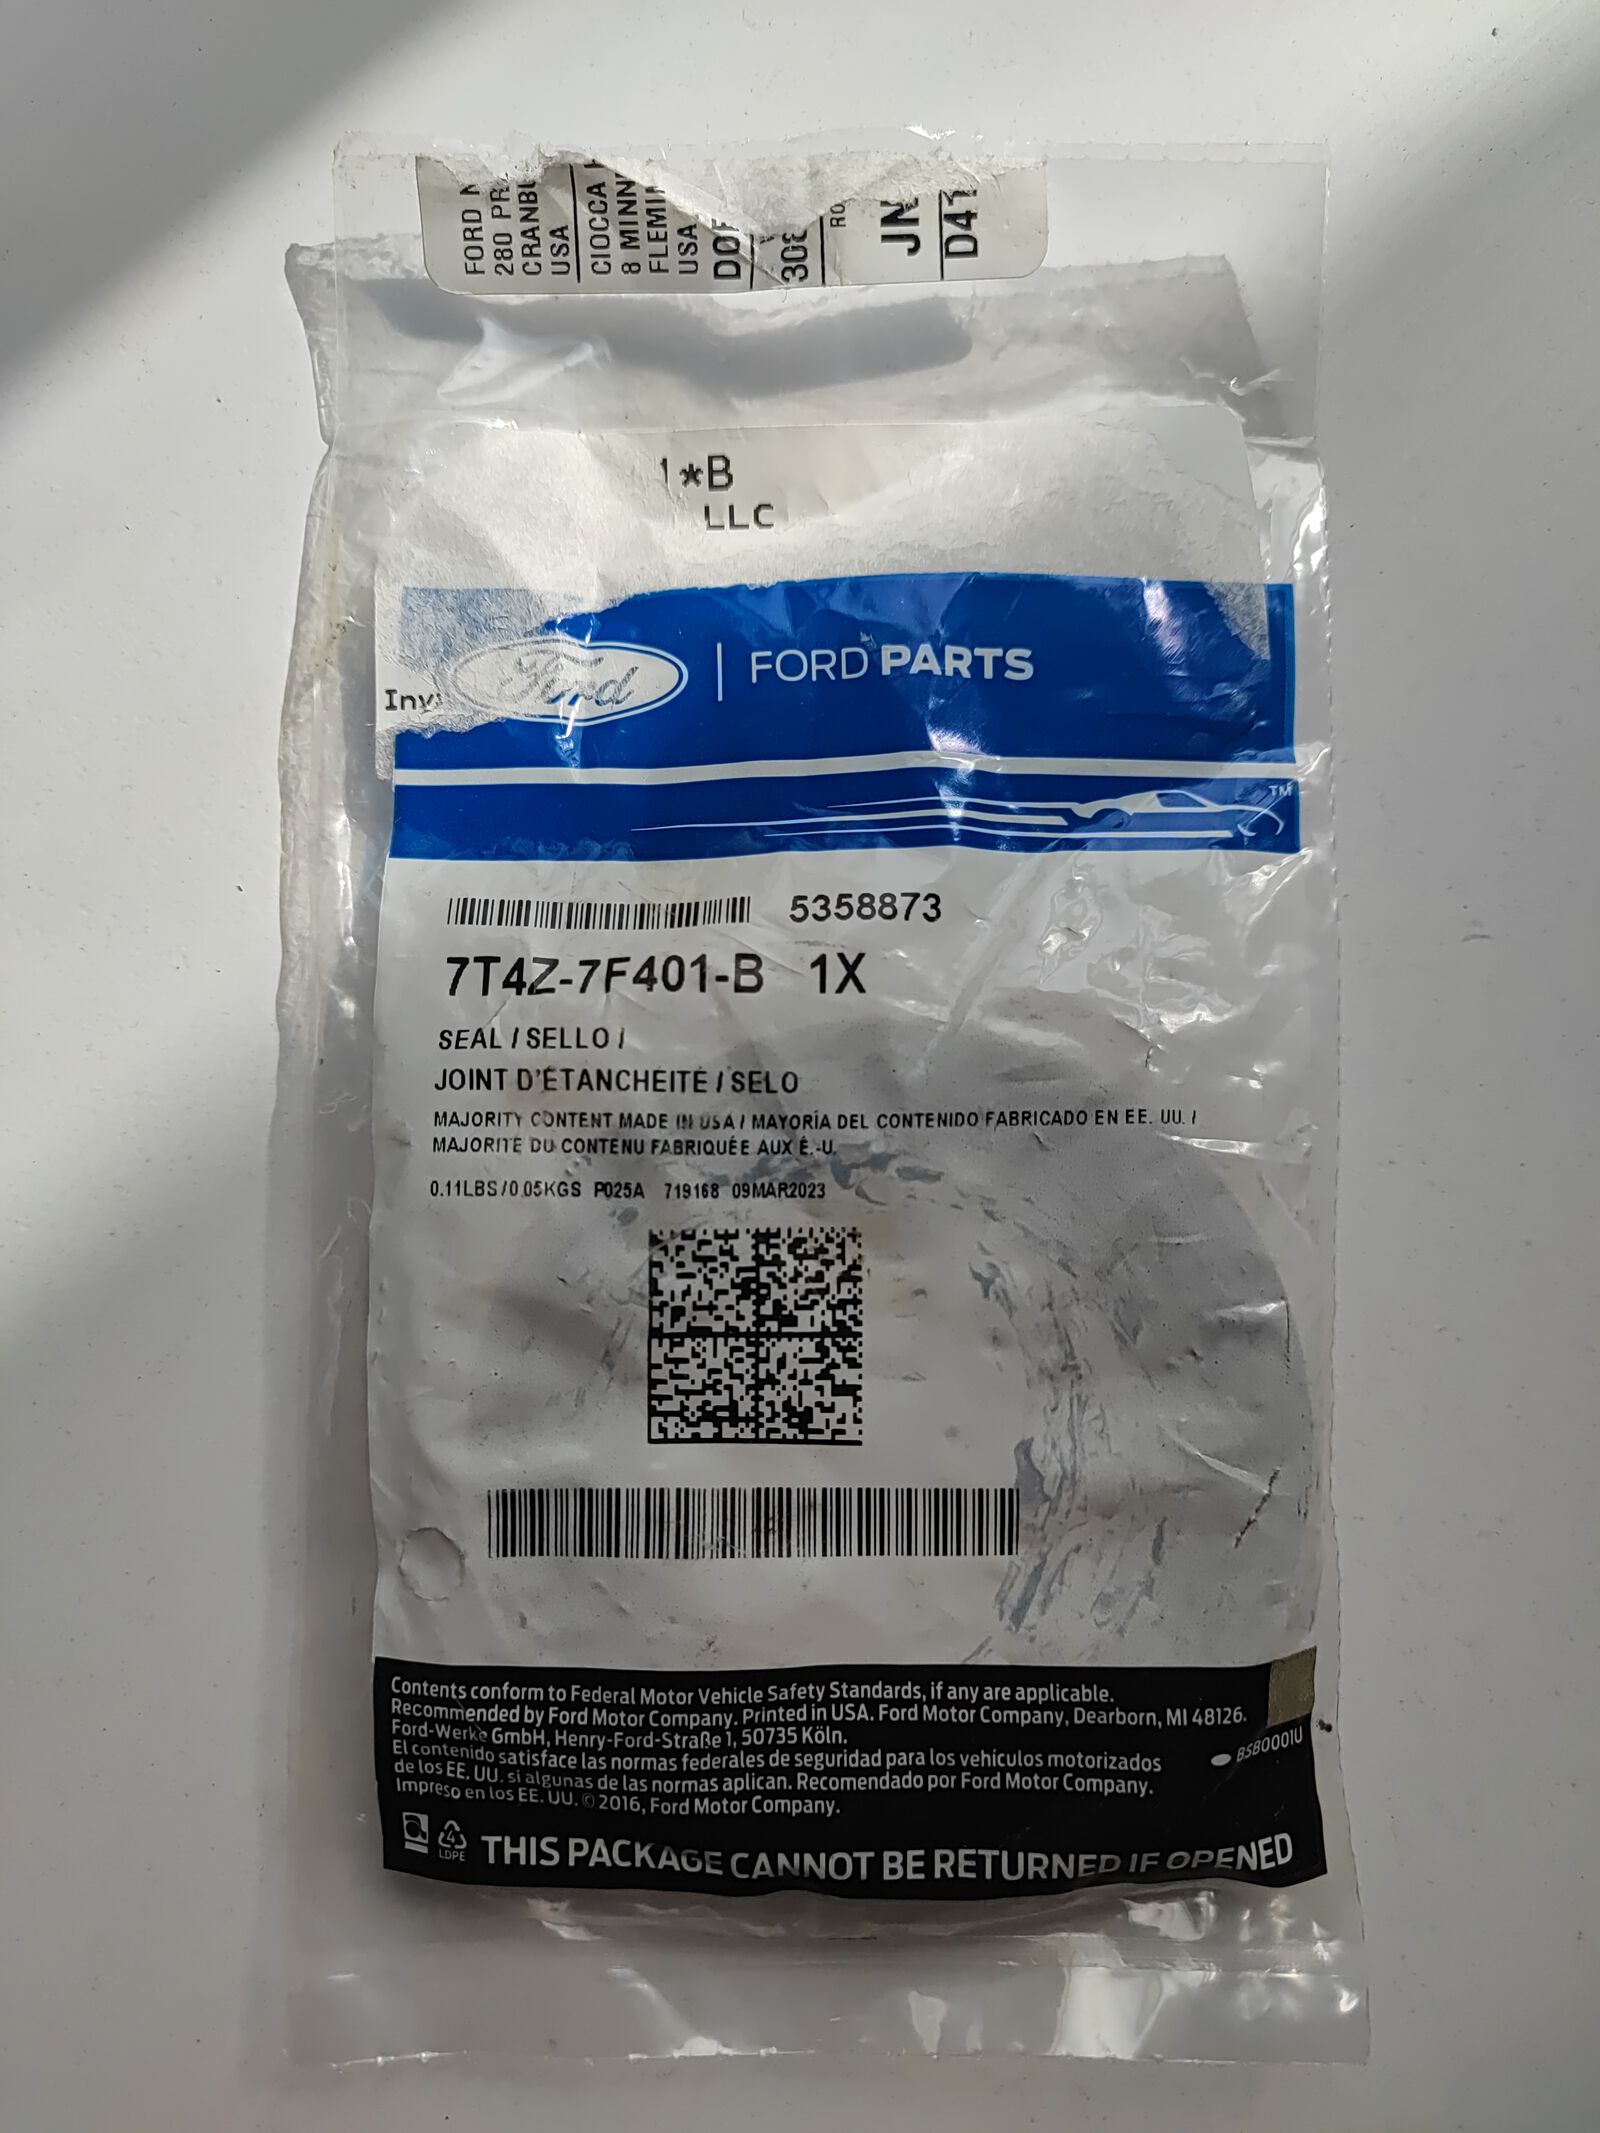 FORD
280
CRANBU
USA
CIOCCA
8 MINN
FLEMIN
USA
JN
D41
1*B
LLC
Ford | FORD PARTS
TM
5358873
7T4Z-7F401-B 1X
SEAL / SELLO /
JOINT D'ÉTANCHÉITÉ / SELO
MAJORITY CONTENT MADE IN USA / MAYORÍA DEL CONTENIDO FABRICADO EN EE. UU. /
MAJORITÉ DU CONTENU FABRIQUÉE AUX É.-U.
0.11LBS/0.05KGS P025A 719168 09MAR2023
Contents conform to Federal Motor Vehicle Safety Standards, if any are applicable.
Recommended by Ford Motor Company. Printed in USA. Ford Motor Company, Dearborn, MI 48126.
Ford-Werke GmbH, Henry-Ford-Straße 1, 50735 Köln.
El contenido satisface las normas federales de seguridad para los vehículos motorizados
de los EE. UU. si algunas de las normas aplican. Recomendado por Ford Motor Company.
Impreso en los EE. UU. © 2016, Ford Motor Company.
BSB0001U
LDPE
THIS PACKAGE CANNOT BE RETURNED IF OPENED